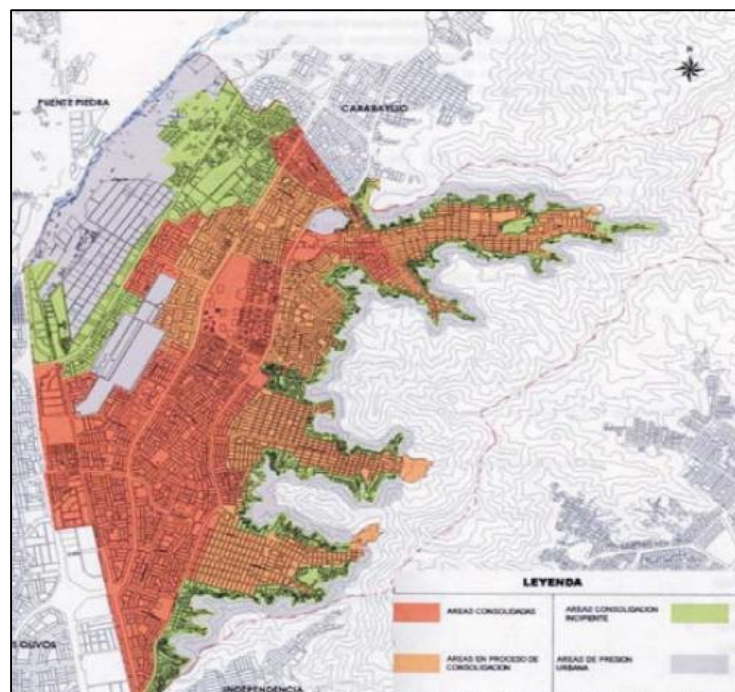 N
PUENTE PIEDRA
CARABAYLLO
LEYENDA
AREAS CONSOLIDADAS
AREAS CONSOLIDACION
INCIPIENTE
AREAS EN PROCESO DE
CONSOLIDACION
AREAS DE PRESION
URBANA
OLIVOS
INDEPENDENCIA